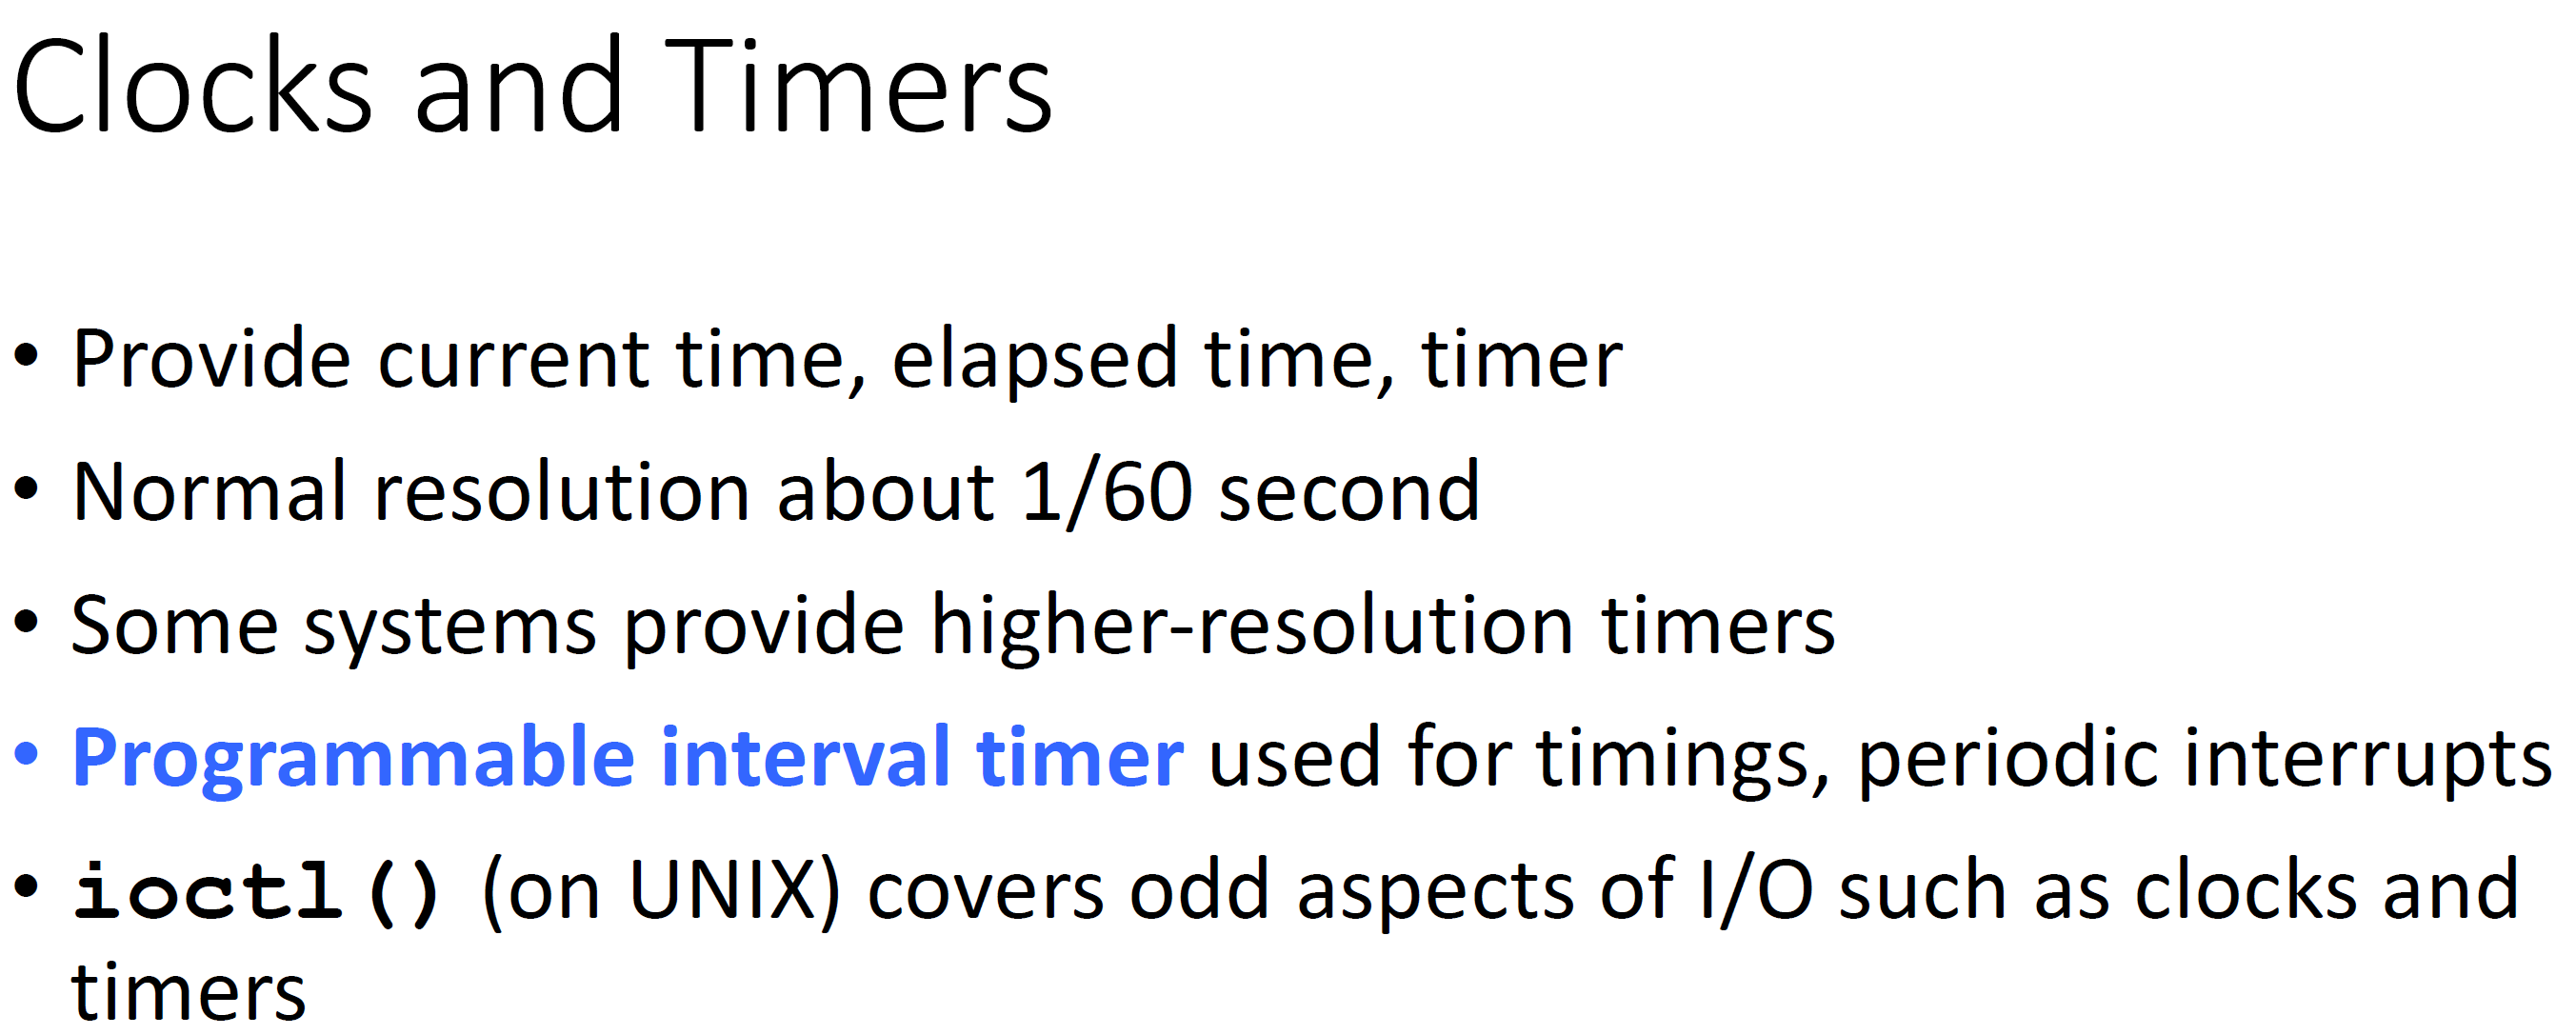 Clocks and Timers
• Provide current time, elapsed time, timer
• Normal resolution about 1/60 second
• Some systems provide higher-resolution timers
• Programmable interval timer used for timings, periodic interrupts
• ioctl() (on UNIX) covers odd aspects of I/O such as clocks and
timers